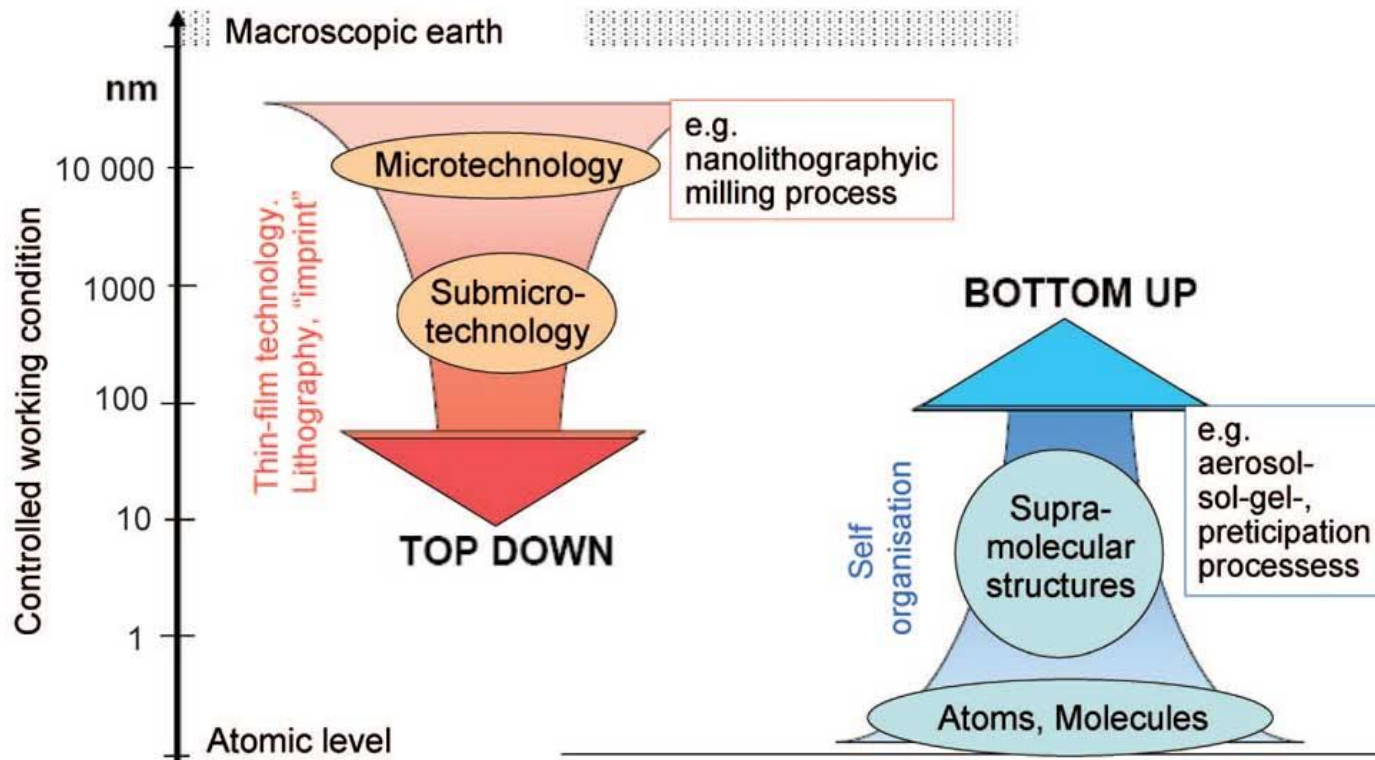 Macroscopic earth
nm
10 000
1000
100
10
1
Controlled working condition
Atomic level
Thin-film technology.
Lithography, “imprint”
Microtechnology
Submicro-
technology
TOP DOWN
e.g.
nanolithographyic
milling process
BOTTOM UP
Self
organisation
Supra-
molecular
structures
Atoms, Molecules
e.g.
aerosol-
sol-gel-,
preticipation
processess